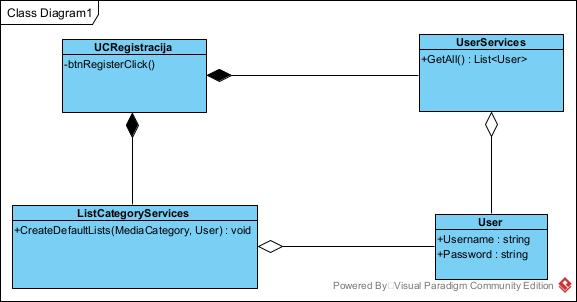 Class Diagram1
UCRegistracija
-btnRegisterClick()
UserServices
+GetAll() : List<User>
ListCategoryServices
+CreateDefaultLists(MediaCategory, User) : void
User
+Username : string
+Password : string
Powered By Visual Paradigm Community Edition